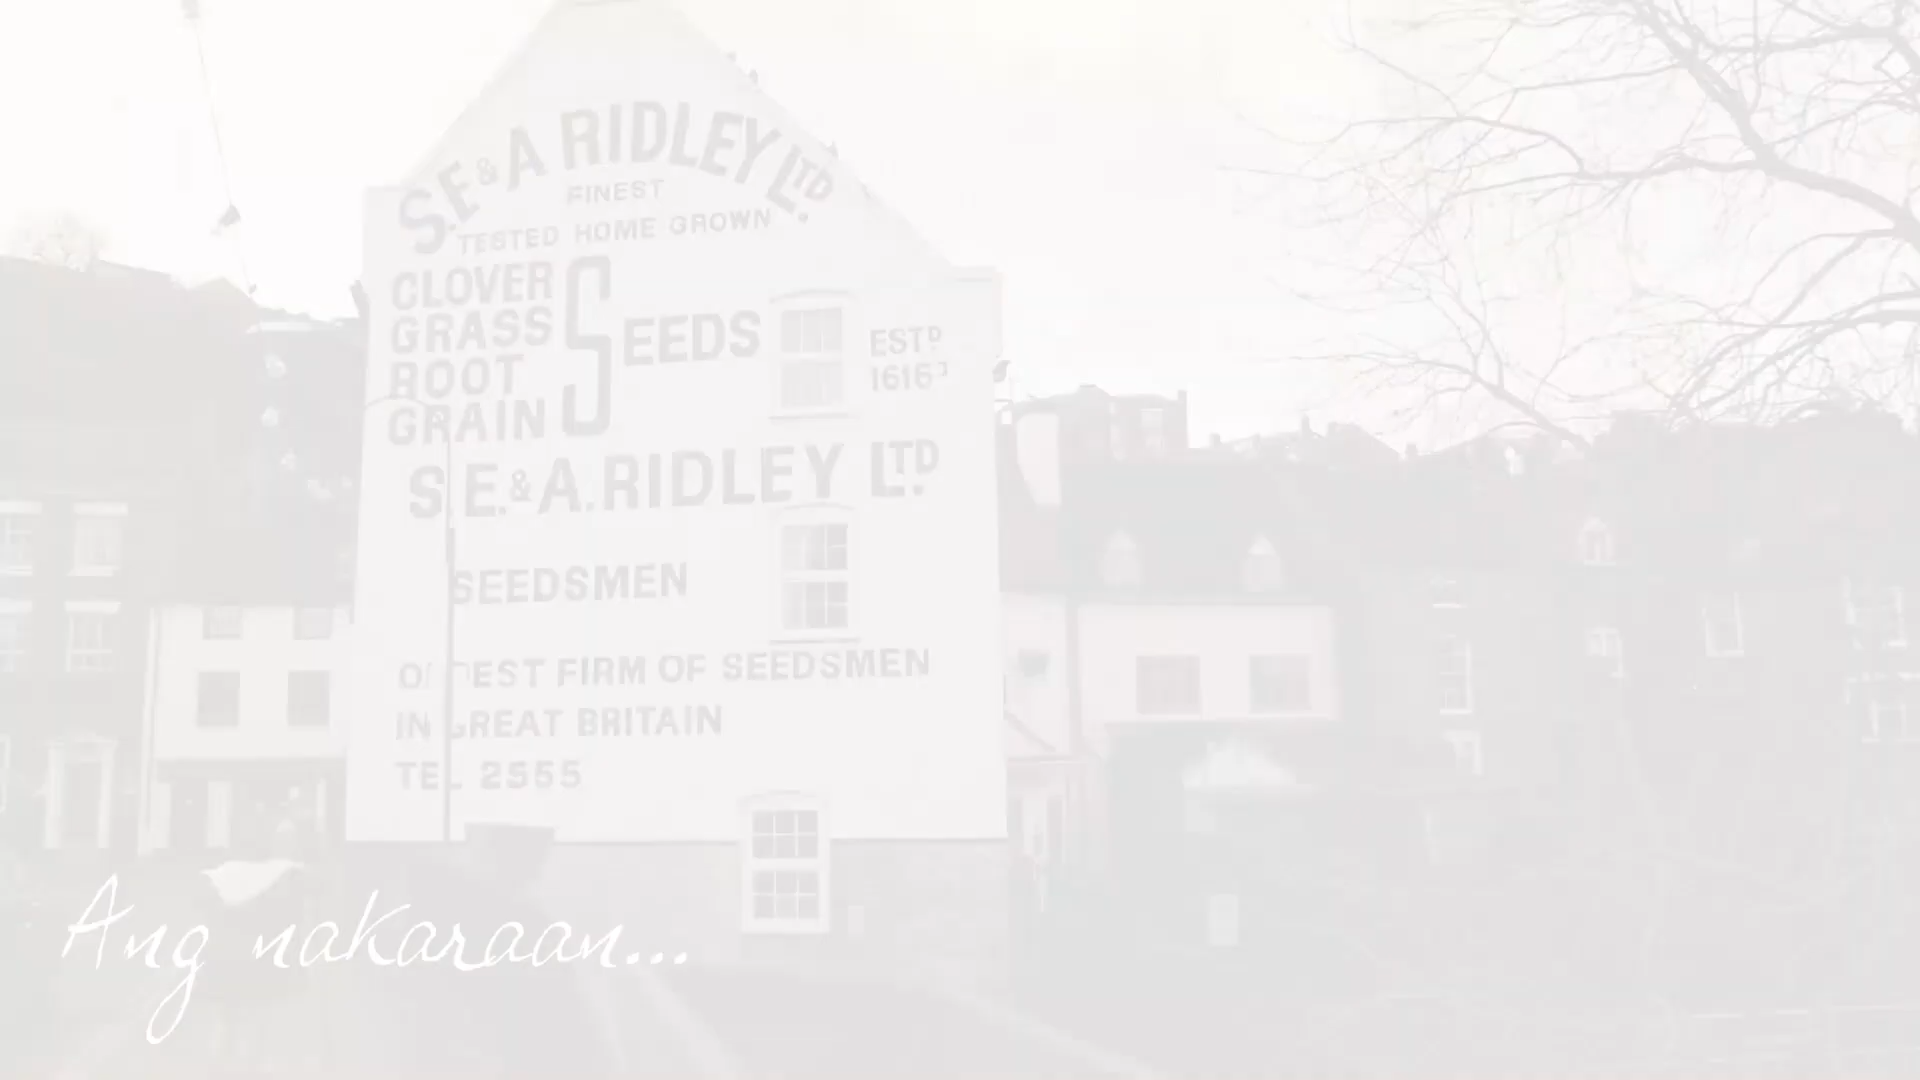 S.E. & A RIDLEY LTD.
FINEST
TESTED HOME GROWN
CLOVER
GRASS
ROOT
GRAIN
SEEDS
ESTD
1616
S.E. & A. RIDLEY LTD.
SEEDSMEN
OLDEST FIRM OF SEEDSMEN
IN GREAT BRITAIN
TEL 2555
Ang nakaraan...